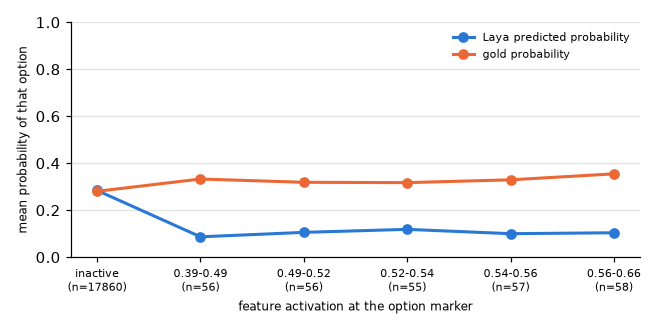 1.0
0.8
0.6
0.4
0.2
0.0
mean probability of that option
Laya predicted probability
gold probability
inactive
(n=17860)
0.39-0.49
(n=56)
0.49-0.52
(n=56)
0.52-0.54
(n=55)
0.54-0.56
(n=57)
0.56-0.66
(n=58)
feature activation at the option marker